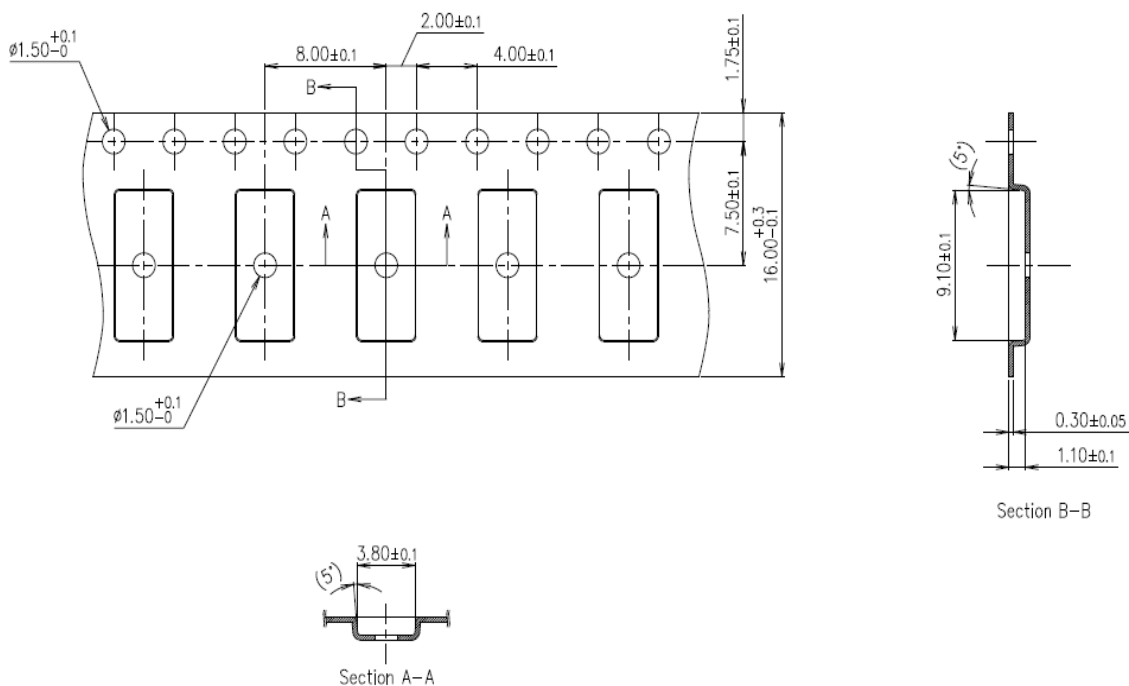 2.00±0.1
ø1.50 +0.1 -0
8.00±0.1
4.00±0.1
1.75±0.1
B
(5°)
A
A
7.50±0.1
16.00 +0.3 -0.1
9.10±0.1
B
ø1.50 +0.1 -0
0.30±0.05
1.10±0.1
Section B-B
3.80±0.1
(5°)
Section A-A